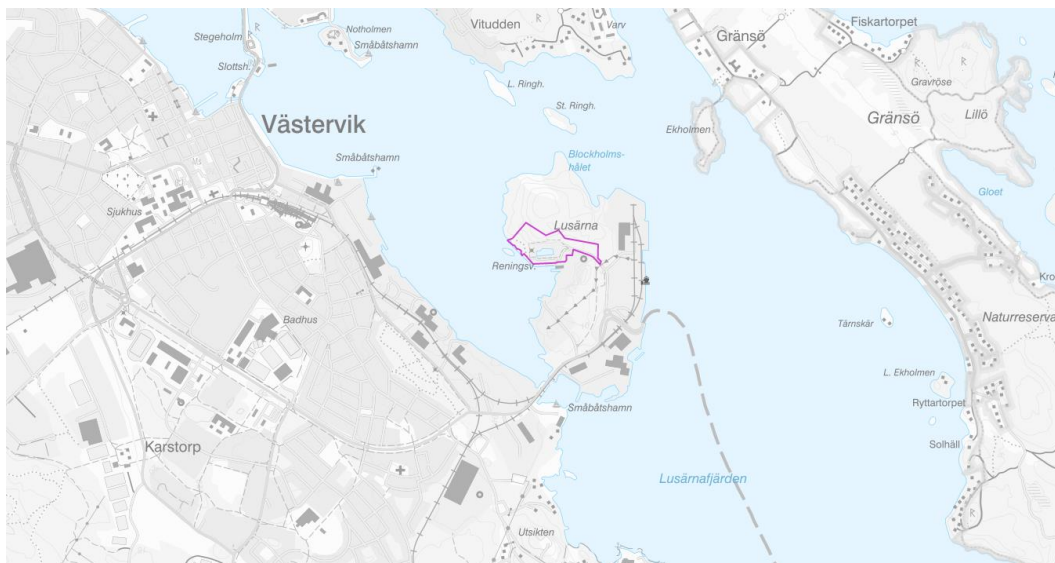 Notholmen
Vitudden
Varv
Fiskartorpet
Stegeholm
Gränsö
Småbåtshamn
Slottsh.
L. Ringh.
Gravröse
St. Ringh.
Gränsö
Lillö
Västervik
Ekholmen
Småbåtshamn
Blockholms-
hålet
Gloet
Sjukhus
Lusärna
Reningsv.
Kro
Badhus
Tärnskär
Naturreserva
L. Ekholmen
Småbåtshamn
Ryttartorpet
Karstorp
Solhäll
Lusärnafjärden
Utsikten